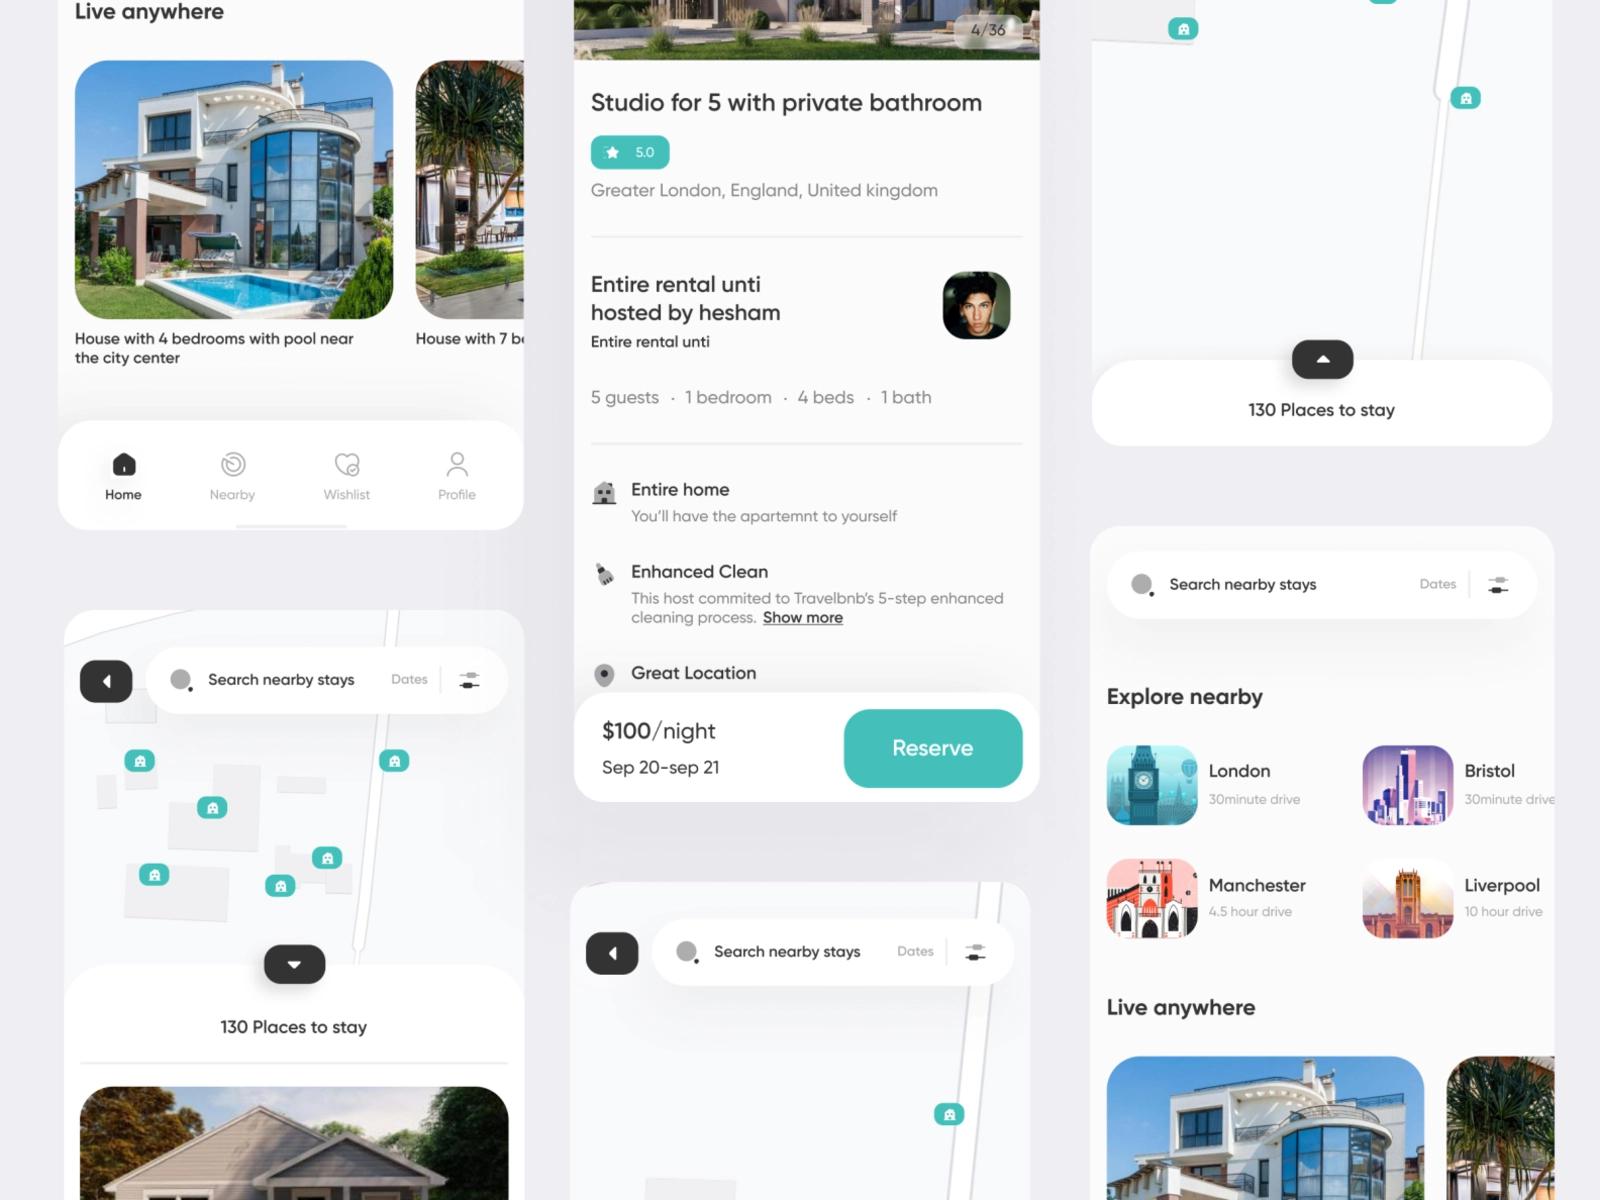 Live anywhere
House with 4 bedrooms with pool near
the city center
House with 7 be
Home
Nearby
Wishlist
Profile
Search nearby stays
Dates
130 Places to stay
4/36
Studio for 5 with private bathroom
5.0
Greater London, England, United kingdom
Entire rental unti
hosted by hesham
Entire rental unti
5 guests · 1 bedroom · 4 beds · 1 bath
Entire home
You'll have the apartemnt to yourself
Enhanced Clean
This host commited to Travelbnb's 5-step enhanced
cleaning process. Show more
Great Location
$100/night
Sep 20-sep 21
Reserve
Search nearby stays
Dates
130 Places to stay
Search nearby stays
Dates
Explore nearby
London
30minute drive
Bristol
30minute drive
Manchester
4.5 hour drive
Liverpool
10 hour drive
Live anywhere